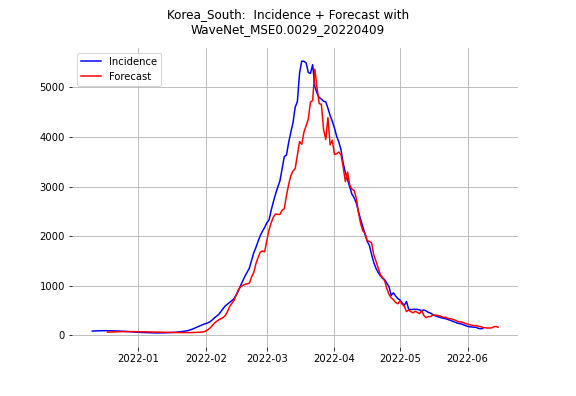 Korea_South:  Incidence + Forecast with
WaveNet_MSE0.0029_20220409
Incidence
Forecast
5000
4000
3000
2000
1000
0
2022-01 2022-02 2022-03 2022-04 2022-05 2022-06